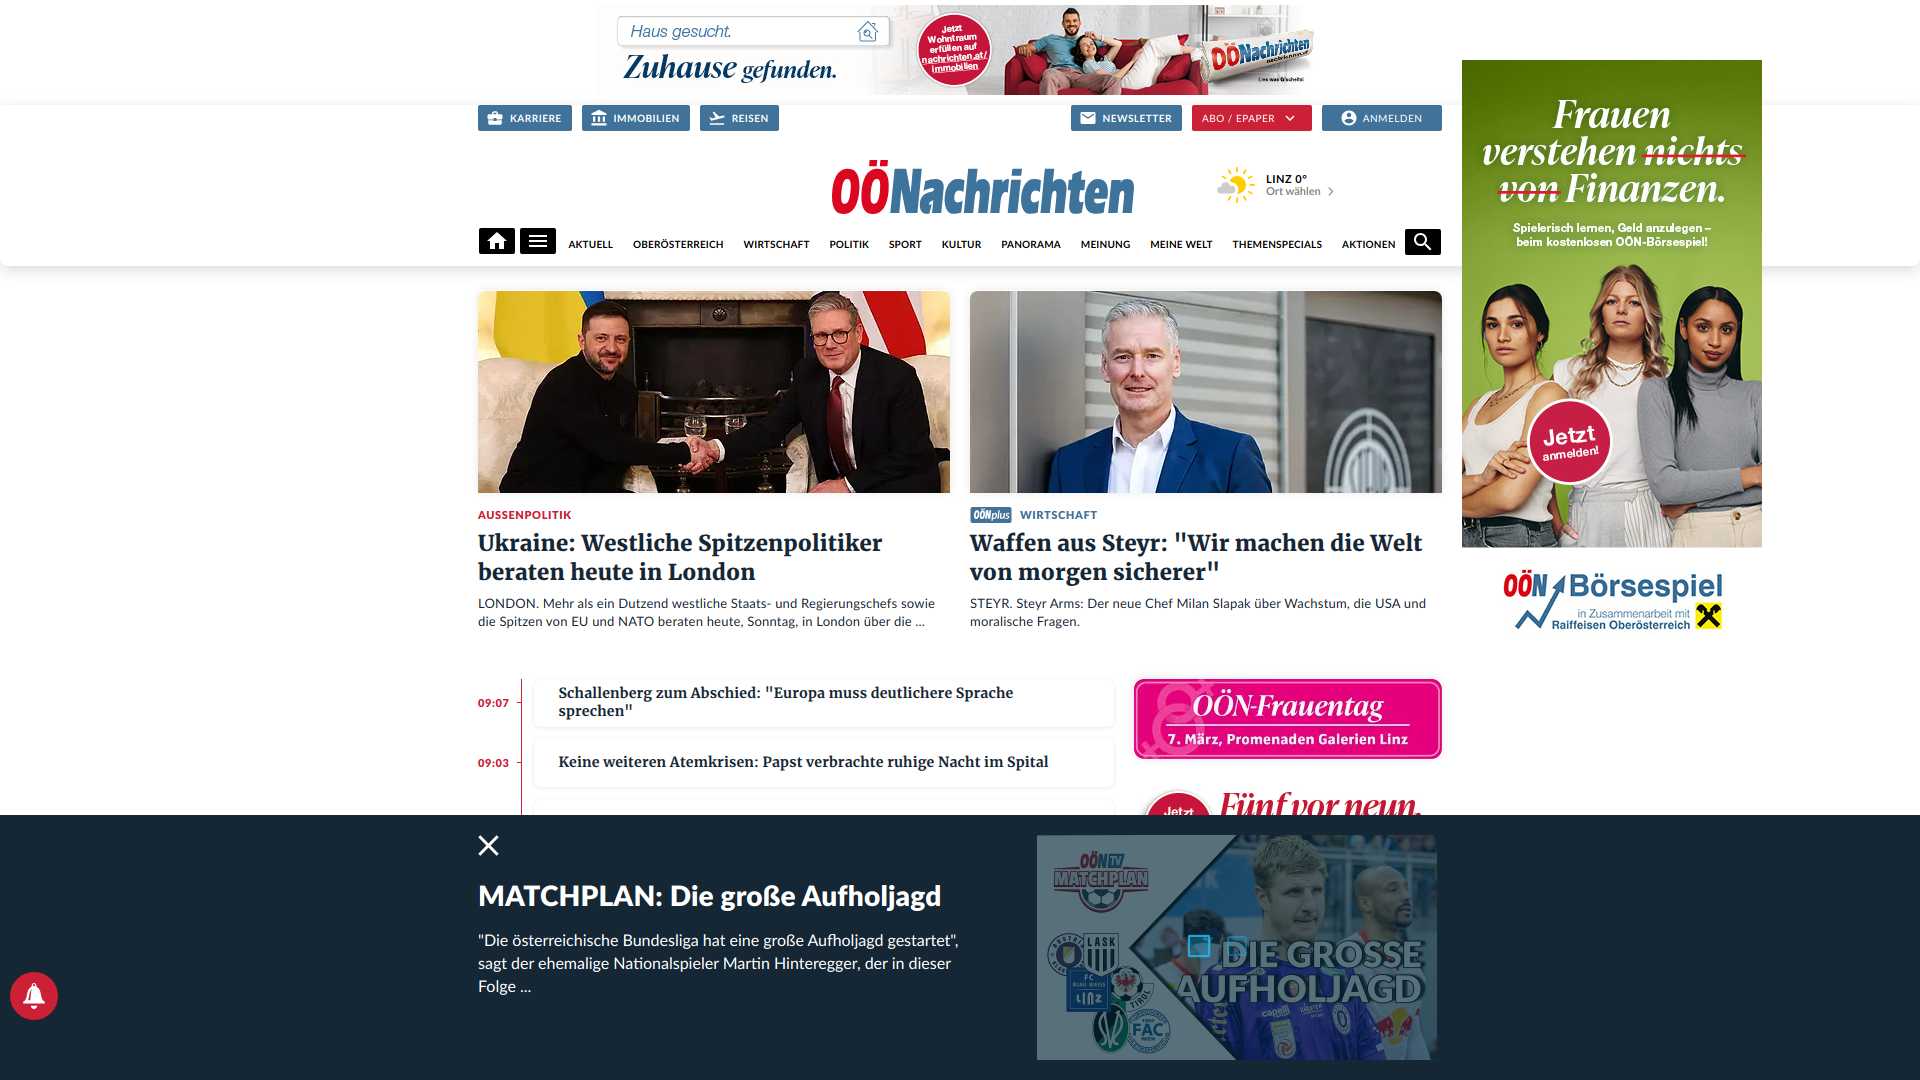 Haus gesucht.
Zuhause gefunden.
Jetzt
Wohntraum
erfüllen auf
nachrichten.at/
immobilien
OÖNachrichten
Lies was G'scheits!
KARRIERE
IMMOBILIEN
REISEN
NEWSLETTER
ABO / EPAPER
ANMELDEN
OÖNachrichten
LINZ 0°
Ort wählen
AKTUELL OBERÖSTERREICH WIRTSCHAFT POLITIK SPORT KULTUR PANORAMA MEINUNG MEINE WELT THEMENSPECIALS AKTIONEN
Frauen
verstehen nichts
von Finanzen.
Spielerisch lernen, Geld anzulegen –
beim kostenlosen OÖN-Börsespiel!
Jetzt
anmelden!
OÖN Börsespiel
in Zusammenarbeit mit
Raiffeisen Oberösterreich
AUSSENPOLITIK
Ukraine: Westliche Spitzenpolitiker
beraten heute in London
LONDON. Mehr als ein Dutzend westliche Staats- und Regierungschefs sowie
die Spitzen von EU und NATO beraten heute, Sonntag, in London über die ...
OÖNplus WIRTSCHAFT
Waffen aus Steyr: "Wir machen die Welt
von morgen sicherer"
STEYR. Steyr Arms: Der neue Chef Milan Slapak über Wachstum, die USA und
moralische Fragen.
09:07
Schallenberg zum Abschied: "Europa muss deutlichere Sprache
sprechen"
09:03
Keine weiteren Atemkrisen: Papst verbrachte ruhige Nacht im Spital
OÖN-Frauentag
7. März, Promenaden Galerien Linz
Jetzt
Fünf vor neun.
MATCHPLAN: Die große Aufholjagd
"Die österreichische Bundesliga hat eine große Aufholjagd gestartet",
sagt der ehemalige Nationalspieler Martin Hinteregger, der in dieser
Folge ...
OÖN TV
MATCHPLAN
LASK
FC
BLAU WEISS
LINZ
TIROL
FAC
DIE GROSSE
AUFHOLJAGD